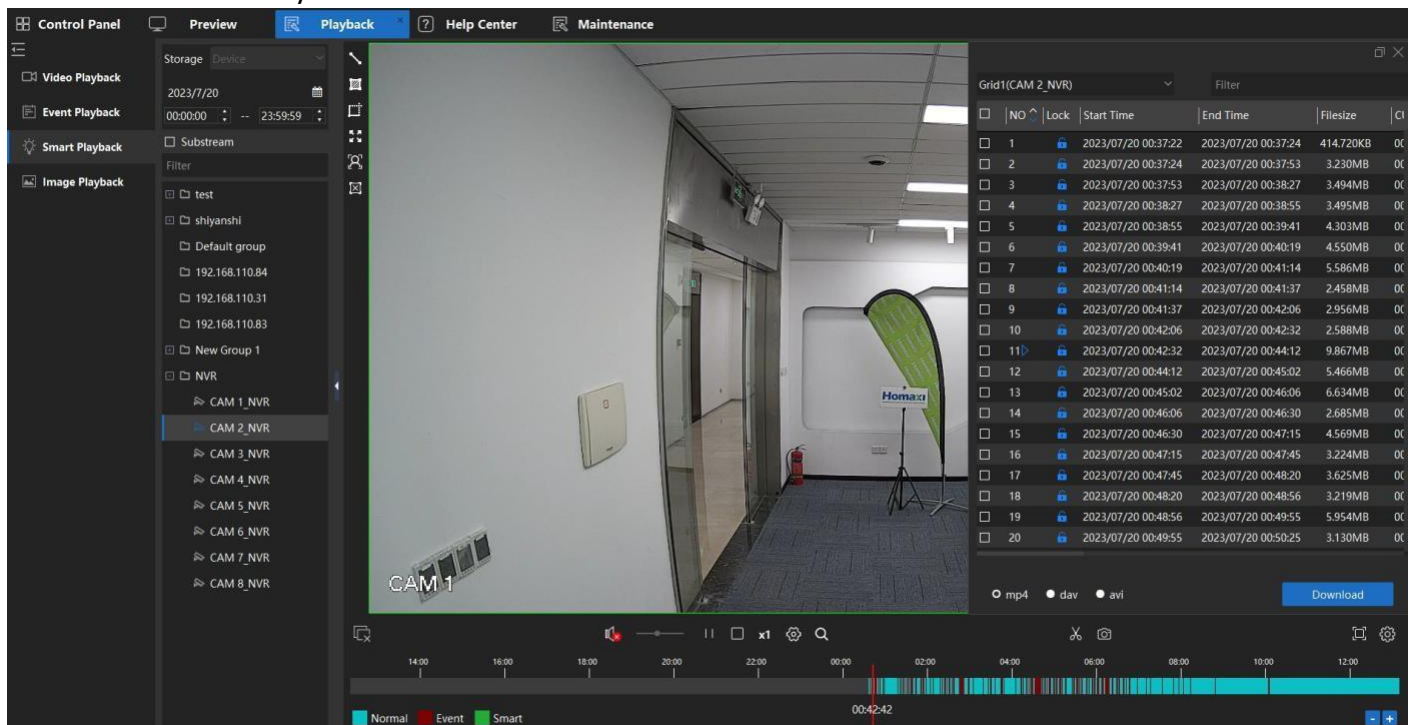 Control Panel Preview Playback × Help Center Maintenance
Video Playback
Event Playback
Smart Playback
Image Playback
Storage Device
2023/7/20
00:00:00 -- 23:59:59
Substream
Filter
test
shiyanshi
Default group
192.168.110.84
192.168.110.31
192.168.110.83
New Group 1
NVR
CAM 1_NVR
CAM 2_NVR
CAM 3_NVR
CAM 4_NVR
CAM 5_NVR
CAM 6_NVR
CAM 7_NVR
CAM 8_NVR
Homaxi
CAM 1
Grid1(CAM 2_NVR) Filter
NO Lock Start Time End Time Filesize
1 2023/07/20 00:37:22 2023/07/20 00:37:24 414.720KB
2 2023/07/20 00:37:24 2023/07/20 00:37:53 3.230MB
3 2023/07/20 00:37:53 2023/07/20 00:38:27 3.494MB
4 2023/07/20 00:38:27 2023/07/20 00:38:55 3.495MB
5 2023/07/20 00:38:55 2023/07/20 00:39:41 4.303MB
6 2023/07/20 00:39:41 2023/07/20 00:40:19 4.550MB
7 2023/07/20 00:40:19 2023/07/20 00:41:14 5.586MB
8 2023/07/20 00:41:14 2023/07/20 00:41:37 2.458MB
9 2023/07/20 00:41:37 2023/07/20 00:42:06 2.956MB
10 2023/07/20 00:42:06 2023/07/20 00:42:32 2.588MB
11 2023/07/20 00:42:32 2023/07/20 00:44:12 9.867MB
12 2023/07/20 00:44:12 2023/07/20 00:45:02 5.466MB
13 2023/07/20 00:45:02 2023/07/20 00:46:06 6.634MB
14 2023/07/20 00:46:06 2023/07/20 00:46:30 2.685MB
15 2023/07/20 00:46:30 2023/07/20 00:47:15 4.569MB
16 2023/07/20 00:47:15 2023/07/20 00:47:45 3.224MB
17 2023/07/20 00:47:45 2023/07/20 00:48:20 3.625MB
18 2023/07/20 00:48:20 2023/07/20 00:48:56 3.219MB
19 2023/07/20 00:48:56 2023/07/20 00:49:55 5.954MB
20 2023/07/20 00:49:55 2023/07/20 00:50:25 3.130MB
mp4 dav avi Download
x1
14:00 16:00 18:00 20:00 22:00 00:00 02:00 04:00 06:00 08:00 10:00 12:00
00:42:42
Normal Event Smart - +